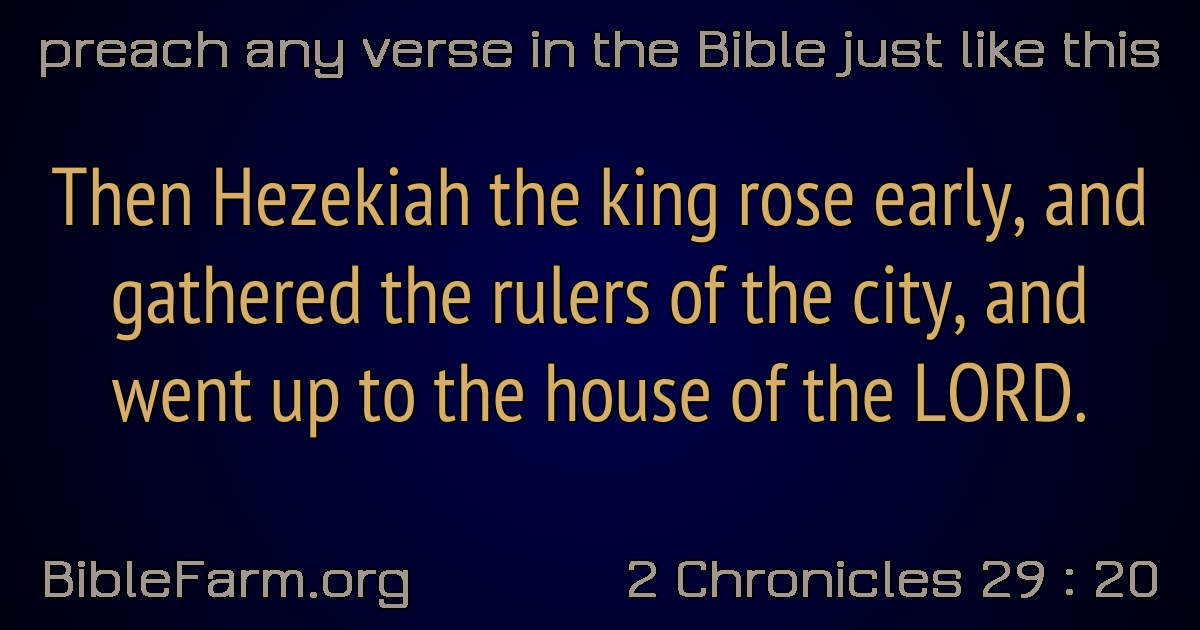 preach any verse in the Bible just like this
Then Hezekiah the king rose early, and
gathered the rulers of the city, and
went up to the house of the LORD.
BibleFarm.org
2 Chronicles 29 : 20